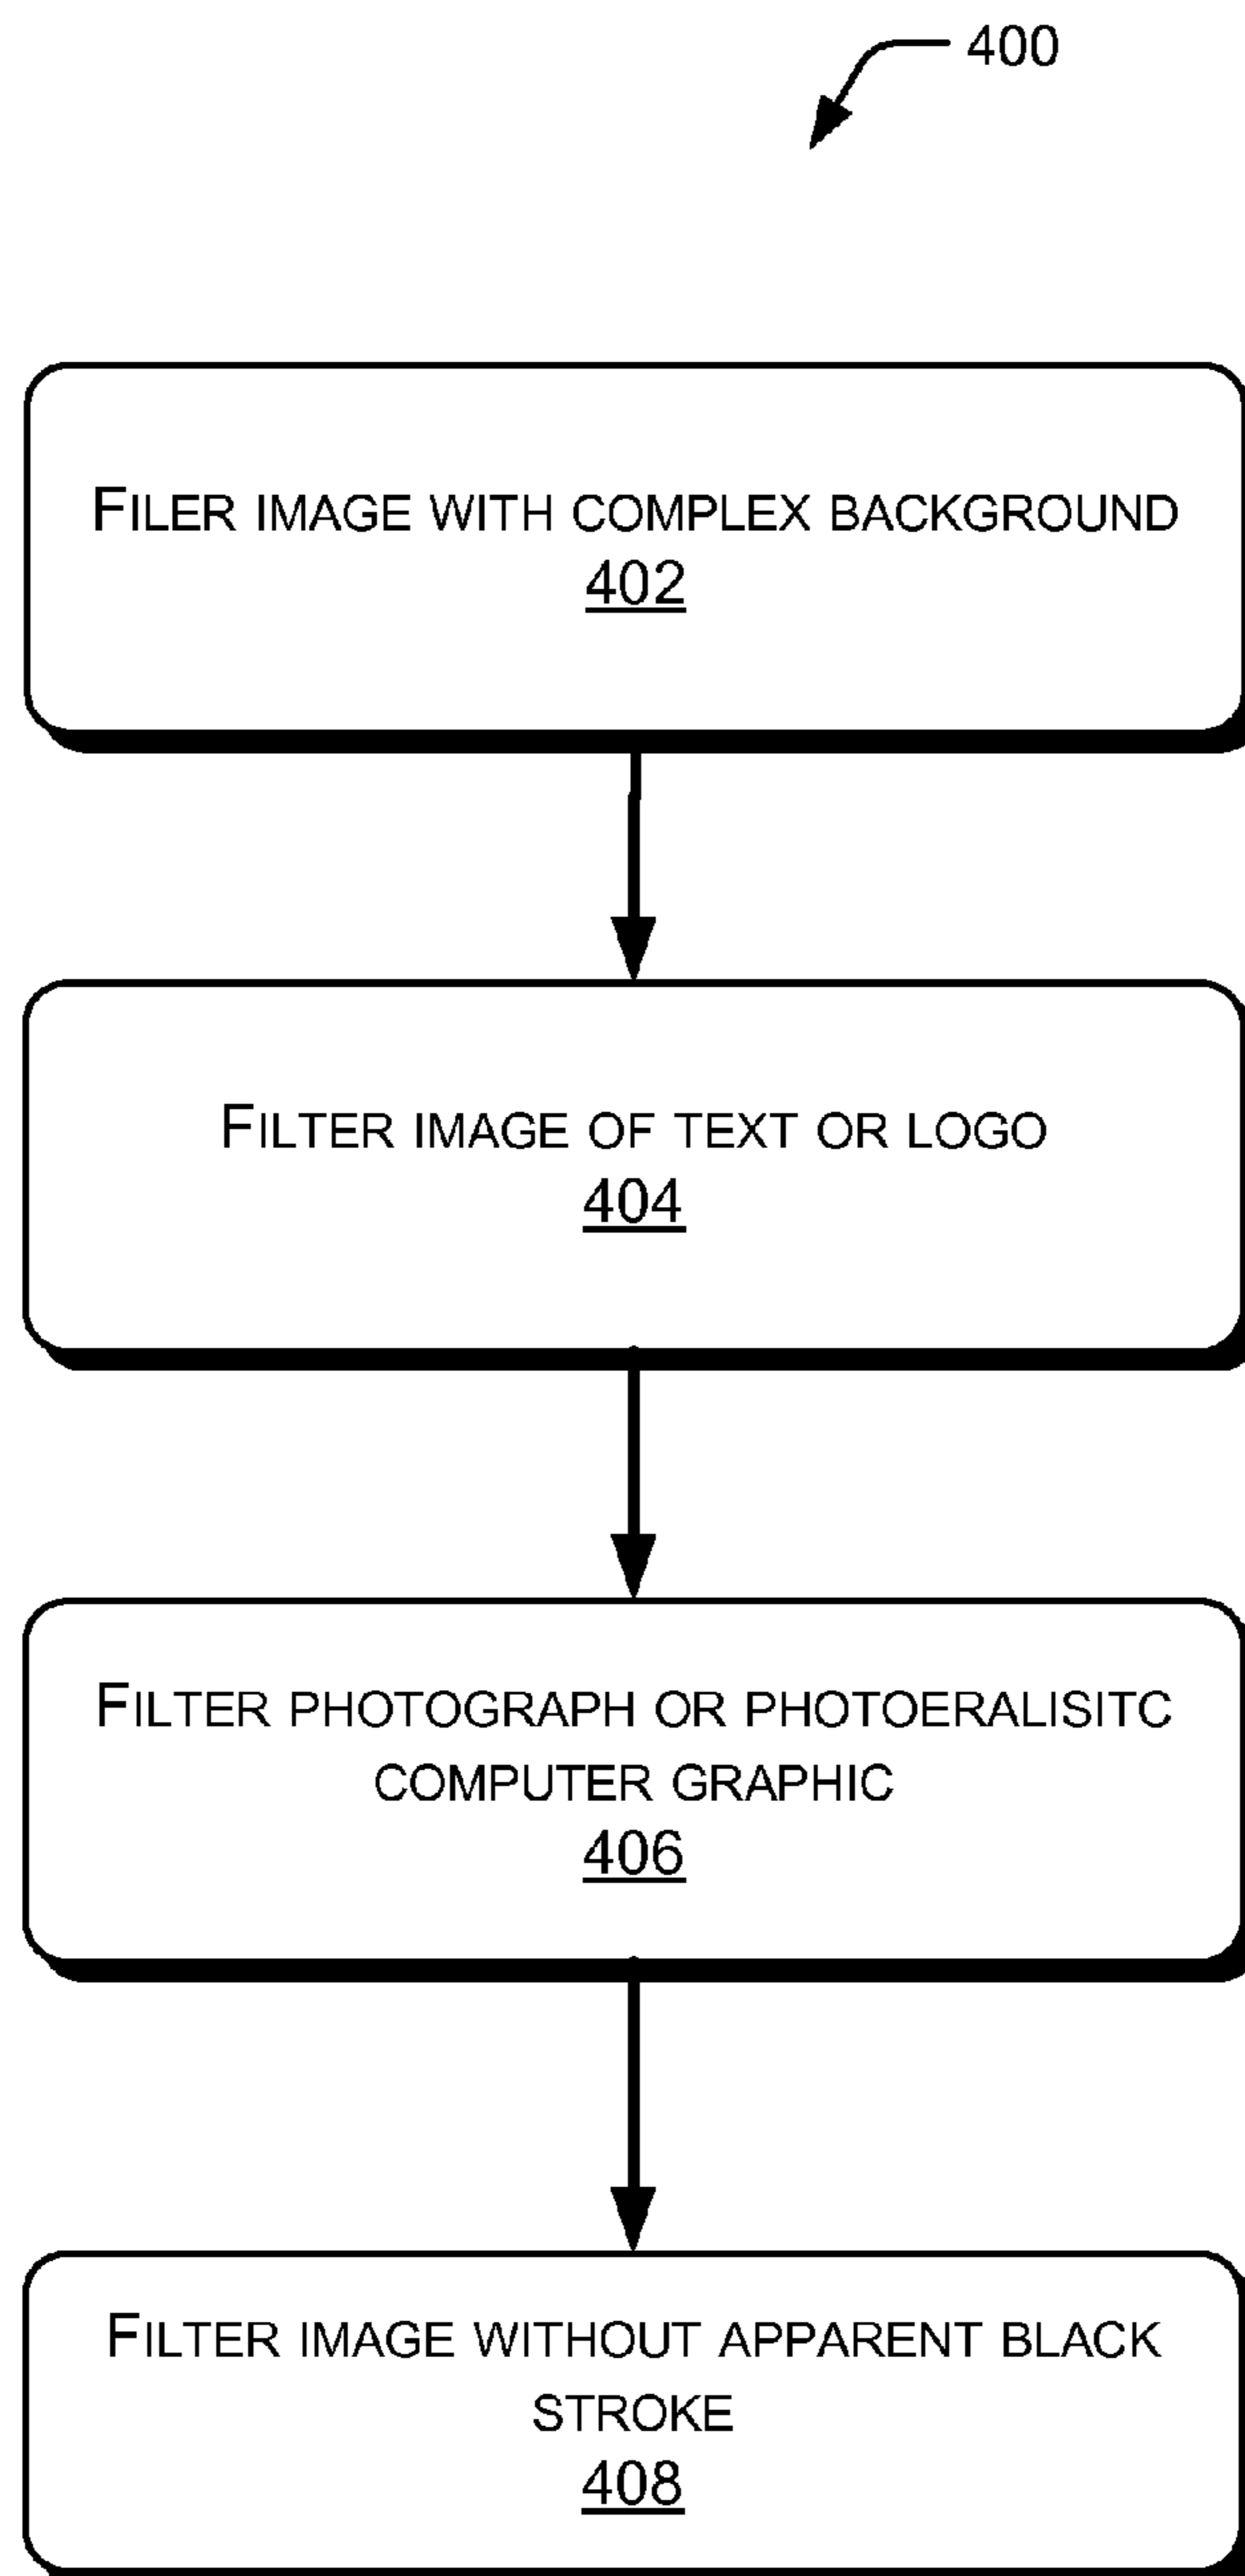 400
FILER IMAGE WITH COMPLEX BACKGROUND
402
FILTER IMAGE OF TEXT OR LOGO
404
FILTER PHOTOGRAPH OR PHOTOERALISITC
COMPUTER GRAPHIC
406
FILTER IMAGE WITHOUT APPARENT BLACK
STROKE
408